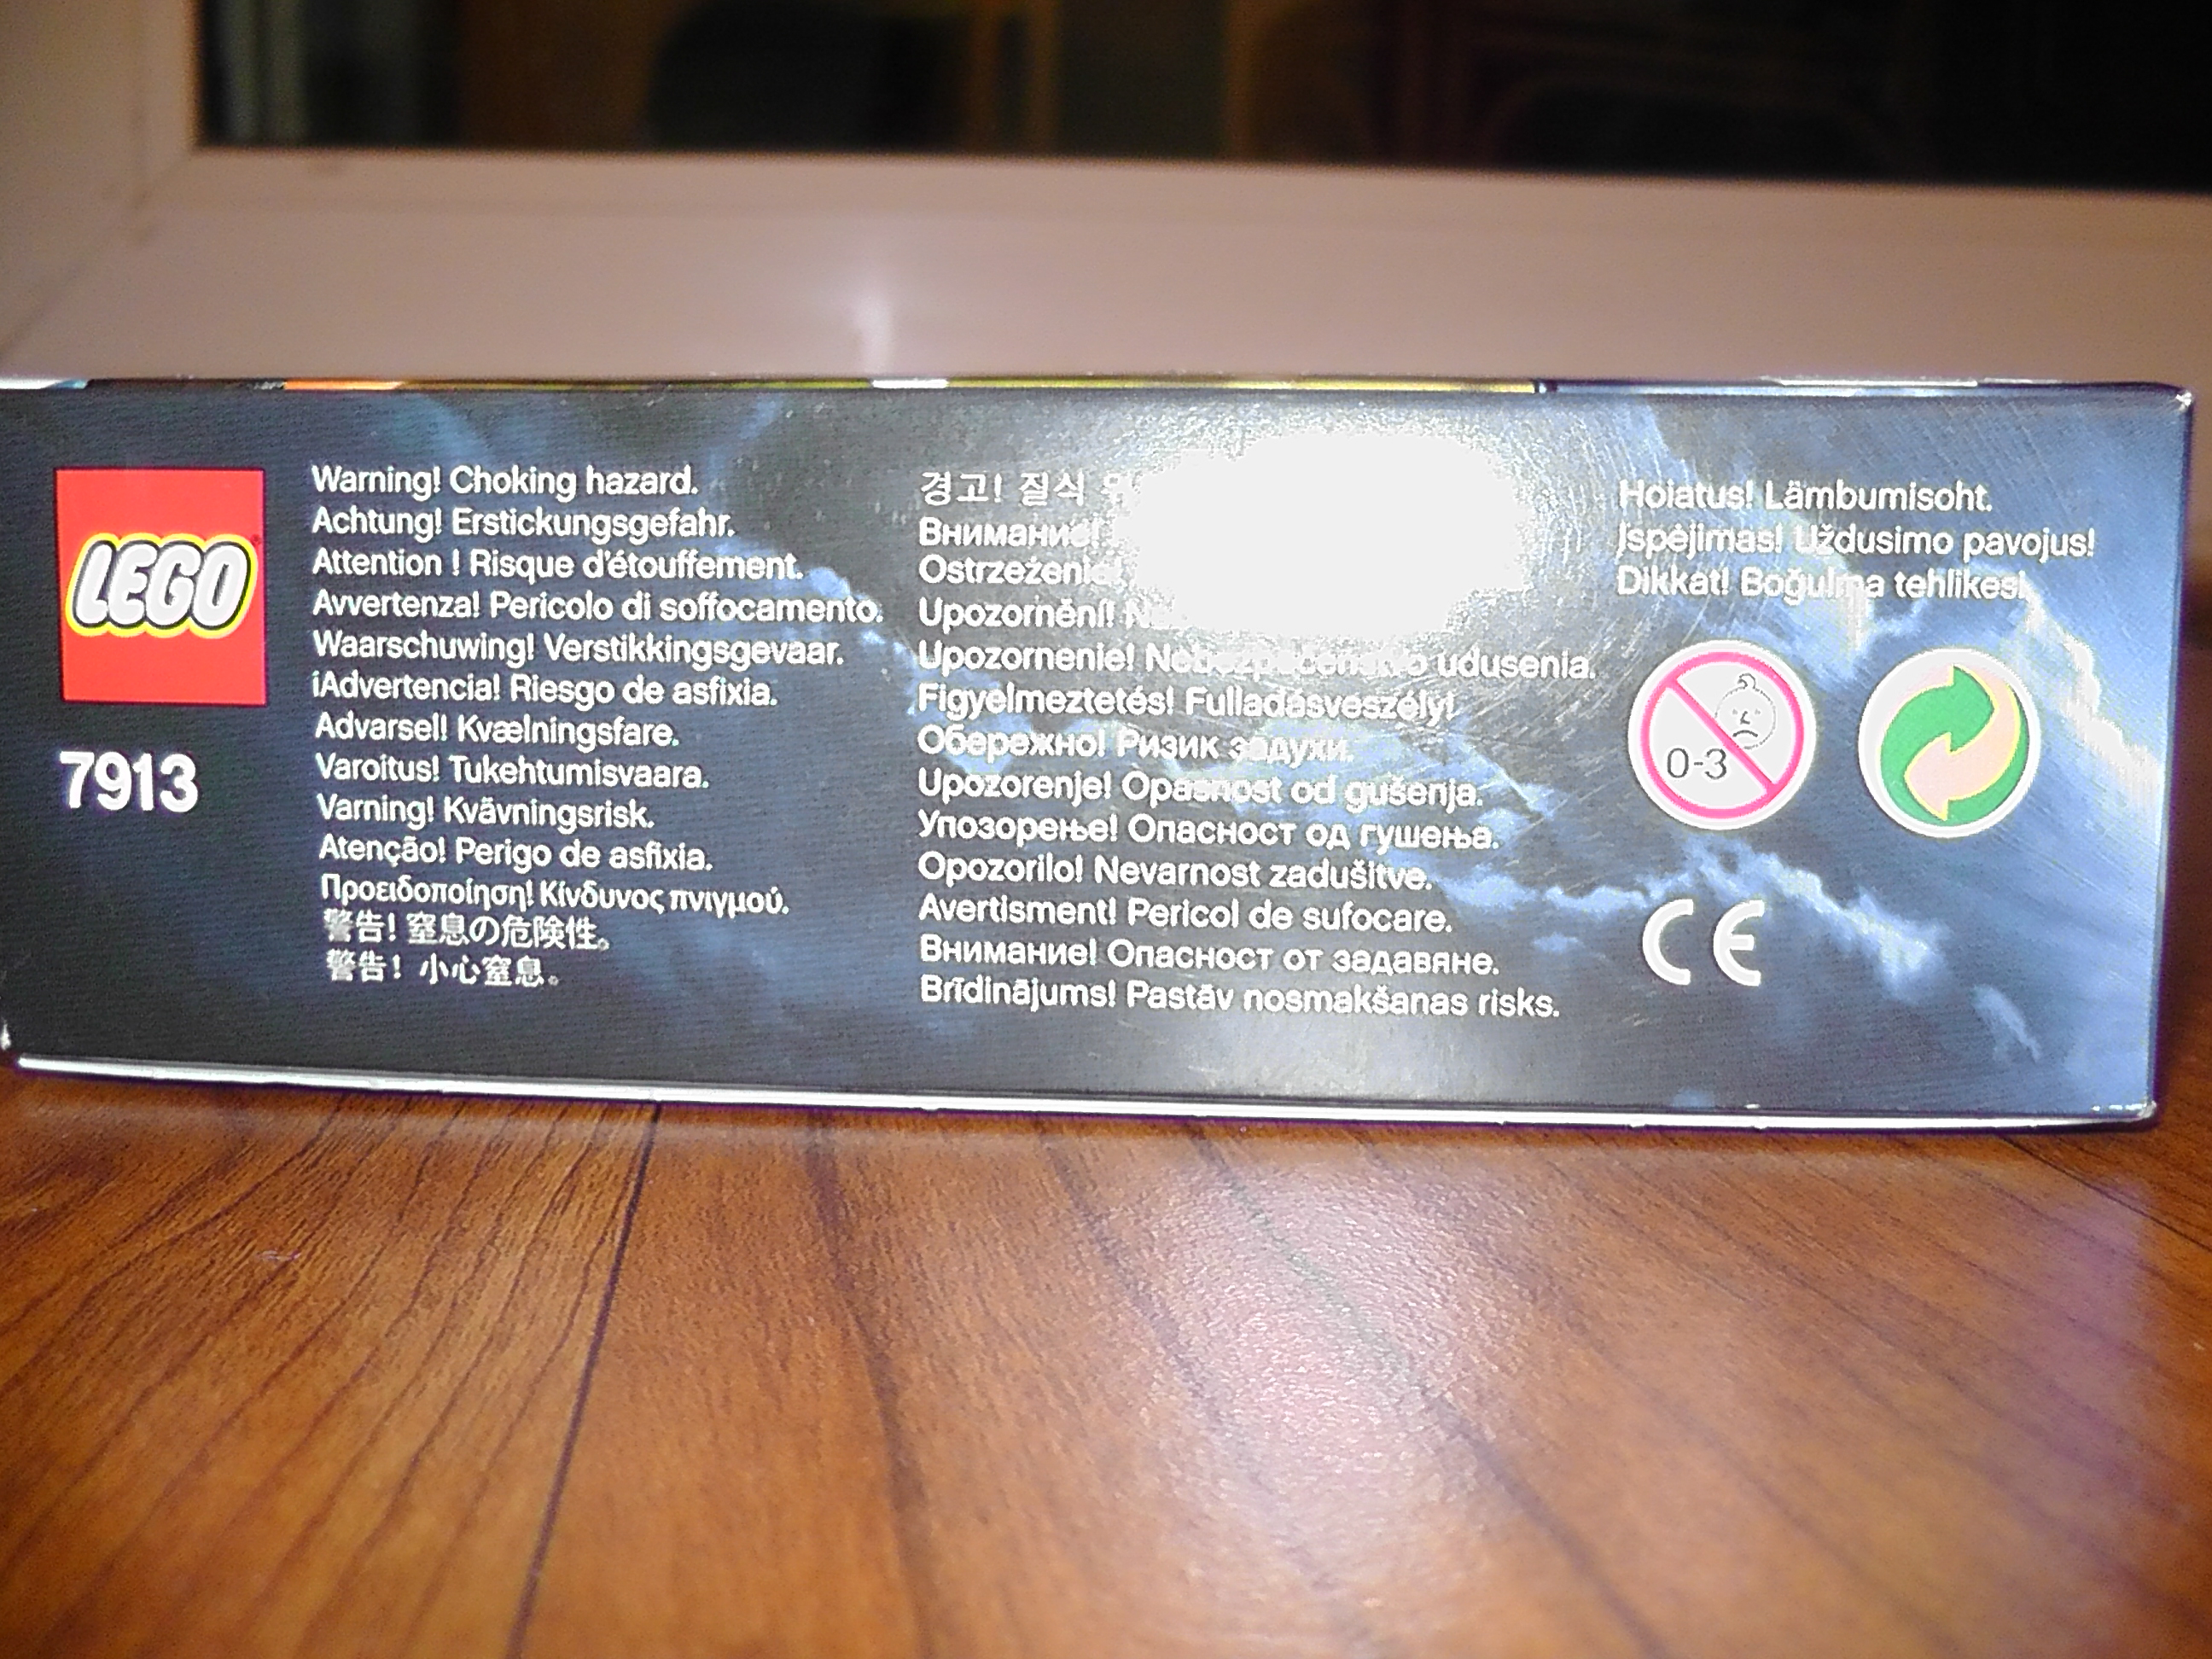 LEGO
7913
Warning! Choking hazard.
Achtung! Erstickungsgefahr.
Attention ! Risque d'étouffement.
Avvertenza! Pericolo di soffocamento.
Waarschuwing! Verstikkingsgevaar.
¡Advertencia! Riesgo de asfixia.
Advarsel! Kvælningsfare.
Varoitus! Tukehtumisvaara.
Varning! Kvävningsrisk.
Atenção! Perigo de asfixia.
Προειδοποίηση! Κίνδυνος πνιγμού.
警告! 窒息の危険性。
警告！小心窒息。
경고! 질식
Внимание!
Ostrzeżenie!
Upozornění!
Upozornenie! Nebezpečenstvo udusenia.
Figyelmeztetés! Fulladásveszély!
Обережно! Ризик задухи.
Upozorenje! Opasnost od gušenja.
Упозорење! Опасност од гушења.
Opozorilo! Nevarnost zadušitve.
Avertisment! Pericol de sufocare.
Внимание! Опасност от задавяне.
Brīdinājums! Pastāv nosmakšanas risks.
Hoiatus! Lämbumisoht.
Įspėjimas! Uždusimo pavojus!
Dikkat! Boğulma tehlikesi.
0-3
CE